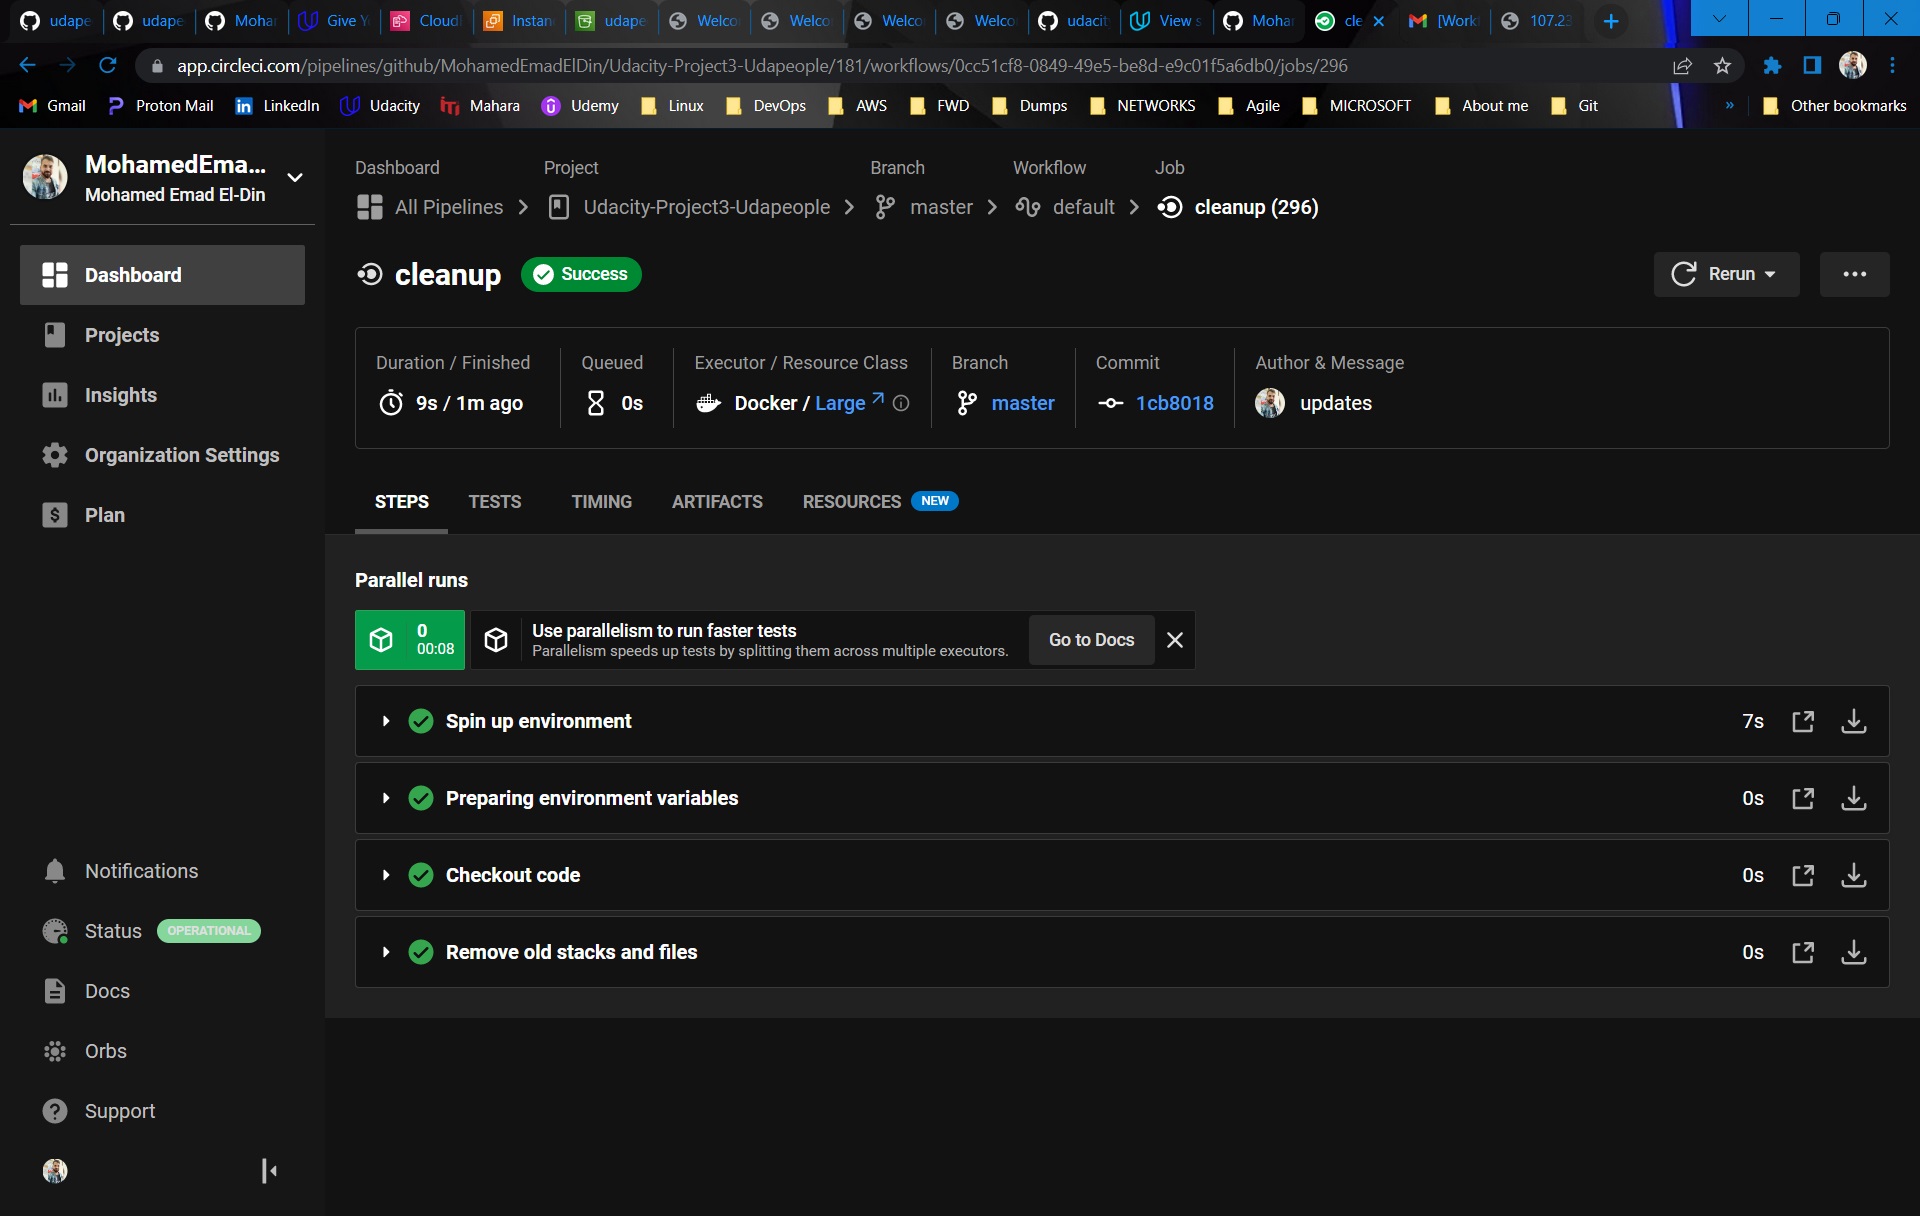 udape
udape
Mohar
Give Y
Cloudl
Instan
udape
Welco
Welco
Welco
Welco
udacit
View s
Mohar
cle
[Work
107.23
app.circleci.com/pipelines/github/MohamedEmadElDin/Udacity-Project3-Udapeople/181/workflows/0cc51cf8-0849-49e5-be8d-e9c01f5a6db0/jobs/296
Gmail
Proton Mail
LinkedIn
Udacity
Mahara
Udemy
Linux
DevOps
AWS
FWD
Dumps
NETWORKS
Agile
MICROSOFT
About me
Git
»
Other bookmarks
MohamedEma...
Mohamed Emad El-Din
Dashboard
Projects
Insights
Organization Settings
Plan
Notifications
Status OPERATIONAL
Docs
Orbs
Support
Dashboard Project Branch Workflow Job
All Pipelines Udacity-Project3-Udapeople master default cleanup (296)
cleanup Success
Rerun
Duration / Finished Queued Executor / Resource Class Branch Commit Author & Message
9s / 1m ago 0s Docker / Large master 1cb8018 updates
STEPS TESTS TIMING ARTIFACTS RESOURCES NEW
Parallel runs
0
00:08
Use parallelism to run faster tests
Parallelism speeds up tests by splitting them across multiple executors.
Go to Docs
Spin up environment 7s
Preparing environment variables 0s
Checkout code 0s
Remove old stacks and files 0s